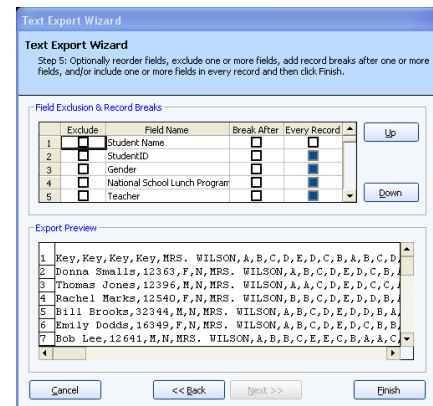 Text Export Wizard
Text Export Wizard
Step 5: Optionally reorder fields, exclude one or more fields, add record breaks after one or more
fields, and/or include one or more fields in every record and then click Finish.
Field Exclusion & Record Breaks
Exclude Field Name Break After Every Record
1 Student Name
2 StudentID
3 Gender
4 National School Lunch Program
5 Teacher
Up
Down
Export Preview
1 Key,Key,Key,Key,MRS. WILSON,A,B,C,D,E,D,C,B,A,B,C,D,
2 Donna Smalls,12363,F,N,MRS. WILSON,A,B,C,D,E,D,C,B,
3 Thomas Jones,12396,M,N,MRS. WILSON,A,B,C,D,E,D,C,B,
4 Rachel Marks,12540,F,N,MRS. WILSON,B,B,C,D,E,D,C,B,
5 Bill Brooks,32344,M,N,MRS. WILSON,A,B,C,D,E,D,D,B,A
6 Emily Dodds,16349,F,N,MRS. WILSON,A,A,C,D,E,D,C,B,A
7 Bob Lee,12641,M,N,MRS. WILSON,A,B,B,C,E,E,D,B,A,A,C,
Cancel
<< Back
Next >>
Finish